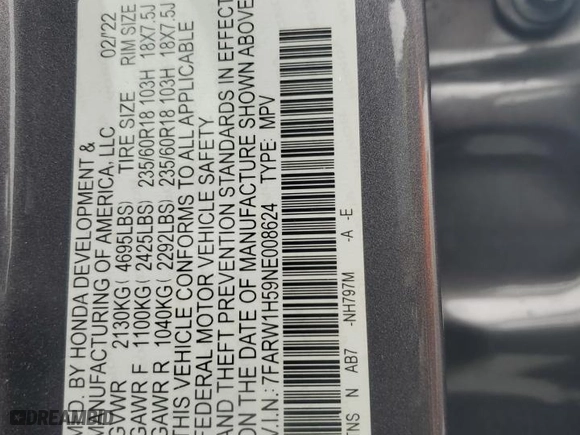 MFD. BY HONDA DEVELOPMENT & 02/22
MANUFACTURING OF AMERICA, LLC
GVWR 2130KG( 4695LBS) TIRE SIZE RIM SIZE
GAWR F 1100KG( 2425LBS) 235/60R18 103H 18X7.5J
GAWR R 1040KG( 2292LBS) 235/60R18 103H 18X7.5J
THIS VEHICLE CONFORMS TO ALL APPLICABLE
FEDERAL MOTOR VEHICLE SAFETY
AND THEFT PREVENTION STANDARDS IN EFFECT
ON THE DATE OF MANUFACTURE SHOWN ABOVE
V.I.N.: 7FARW1H59NE008624 TYPE: MPV
TNS N AB7 -NH797M -A -E
DREAMBID